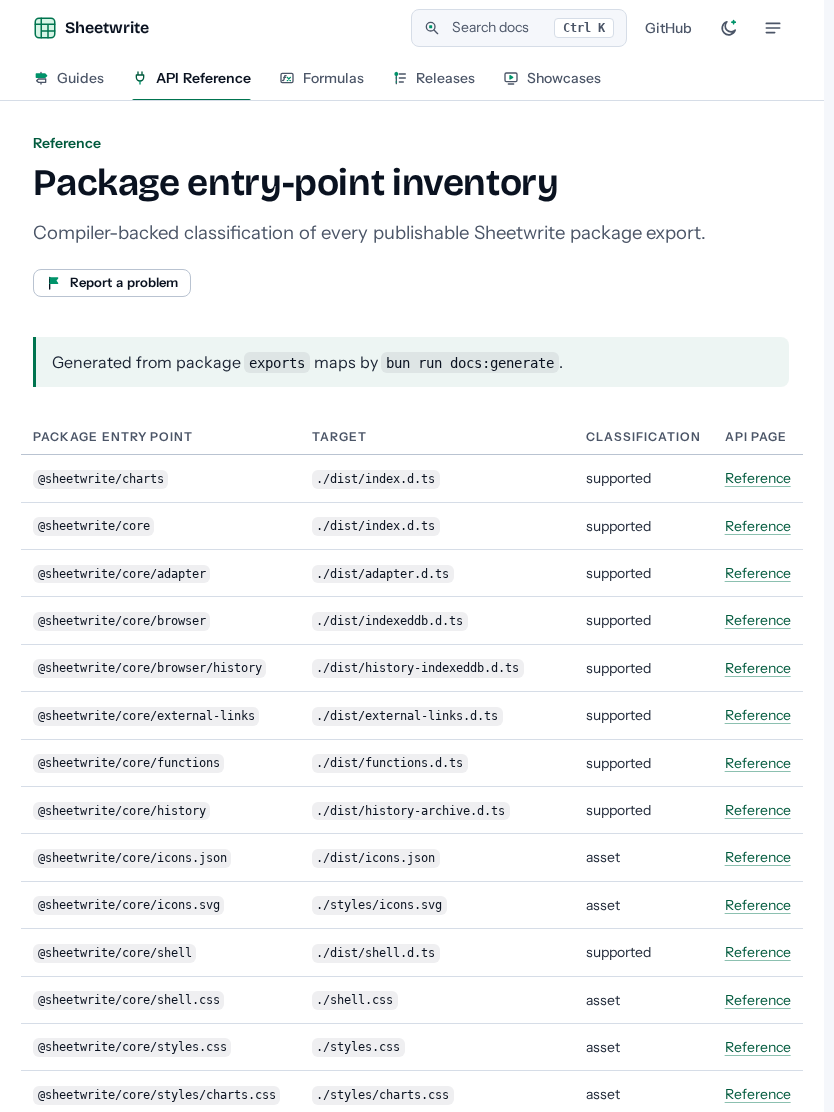 Sheetwrite
Search docs
Ctrl K
GitHub
Guides
API Reference
Formulas
Releases
Showcases
Reference
Package entry-point inventory
Compiler-backed classification of every publishable Sheetwrite package export.
Report a problem
Generated from package exports maps by bun run docs:generate.
PACKAGE ENTRY POINT TARGET CLASSIFICATION API PAGE
@sheetwrite/charts ./dist/index.d.ts supported Reference
@sheetwrite/core ./dist/index.d.ts supported Reference
@sheetwrite/core/adapter ./dist/adapter.d.ts supported Reference
@sheetwrite/core/browser ./dist/indexeddb.d.ts supported Reference
@sheetwrite/core/browser/history ./dist/history-indexeddb.d.ts supported Reference
@sheetwrite/core/external-links ./dist/external-links.d.ts supported Reference
@sheetwrite/core/functions ./dist/functions.d.ts supported Reference
@sheetwrite/core/history ./dist/history-archive.d.ts supported Reference
@sheetwrite/core/icons.json ./dist/icons.json asset Reference
@sheetwrite/core/icons.svg ./styles/icons.svg asset Reference
@sheetwrite/core/shell ./dist/shell.d.ts supported Reference
@sheetwrite/core/shell.css ./shell.css asset Reference
@sheetwrite/core/styles.css ./styles.css asset Reference
@sheetwrite/core/styles/charts.css ./styles/charts.css asset Reference